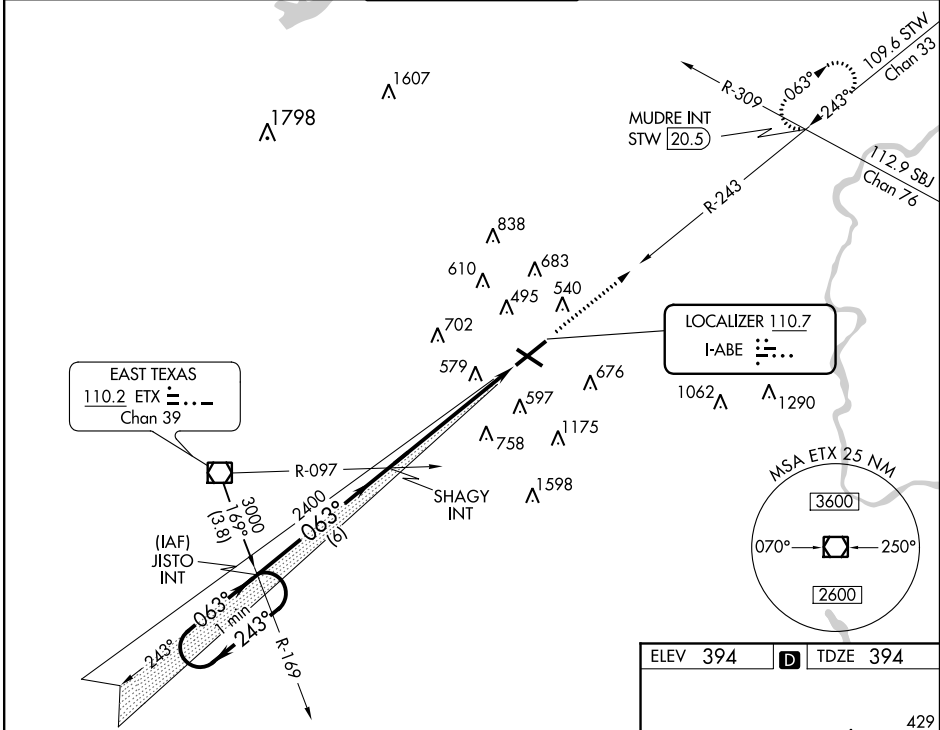 1607
1798
109.6 STW
Chan 33
063°
243°
R-309
MUDRE INT
STW 20.5
112.9 SBJ
Chan 76
R-243
838
610
683
495
540
702
LOCALIZER 110.7
I-ABE
579
676
EAST TEXAS
110.2 ETX
Chan 39
597
1062
1290
758
1175
R-097
SHAGY
INT
1598
MSA ETX 25 NM
3600
070°
250°
2600
3000
169°
(3.8)
2400
063°
(6)
(IAF)
JISTO
INT
063°
1 min
243°
243°
R-169
ELEV 394
D
TDZE 394
429